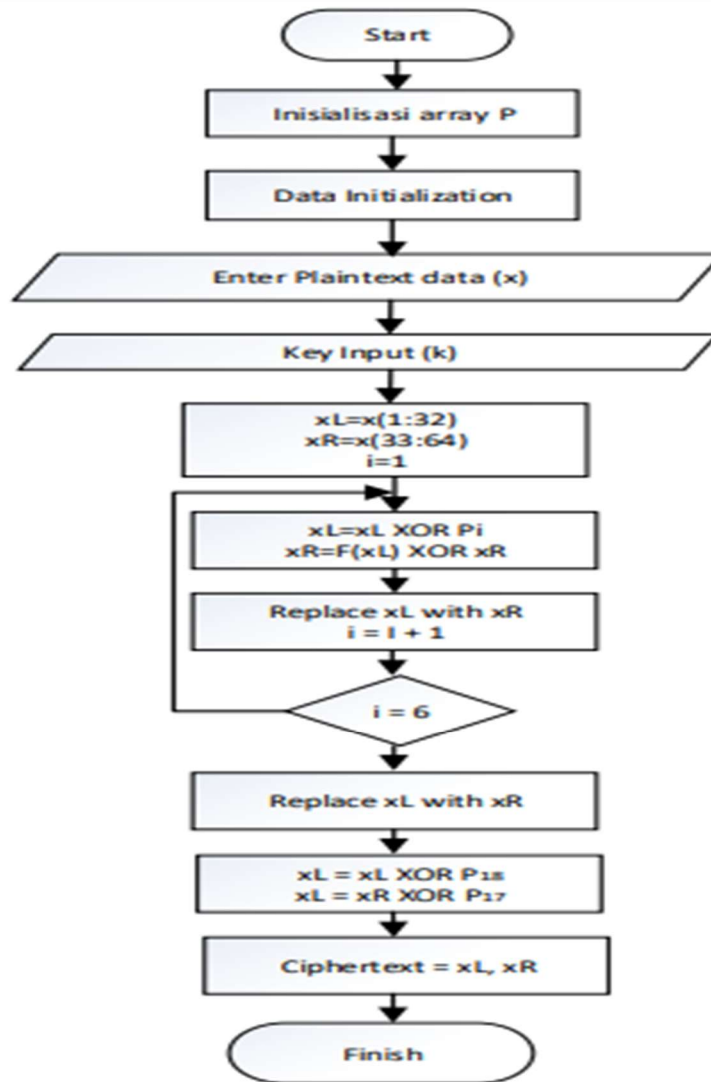 Start
Inisialisasi array P
Data Initialization
Enter Plaintext data (x)
Key Input (k)
xL=x(1:32)
xR=x(33:64)
i=1
xL=xL XOR Pi
xR=F(xL) XOR xR
Replace xL with xR
i = I + 1
i = 6
Replace xL with xR
xL = xL XOR P₁₈
xL = xR XOR P₁₇
Ciphertext = xL, xR
Finish